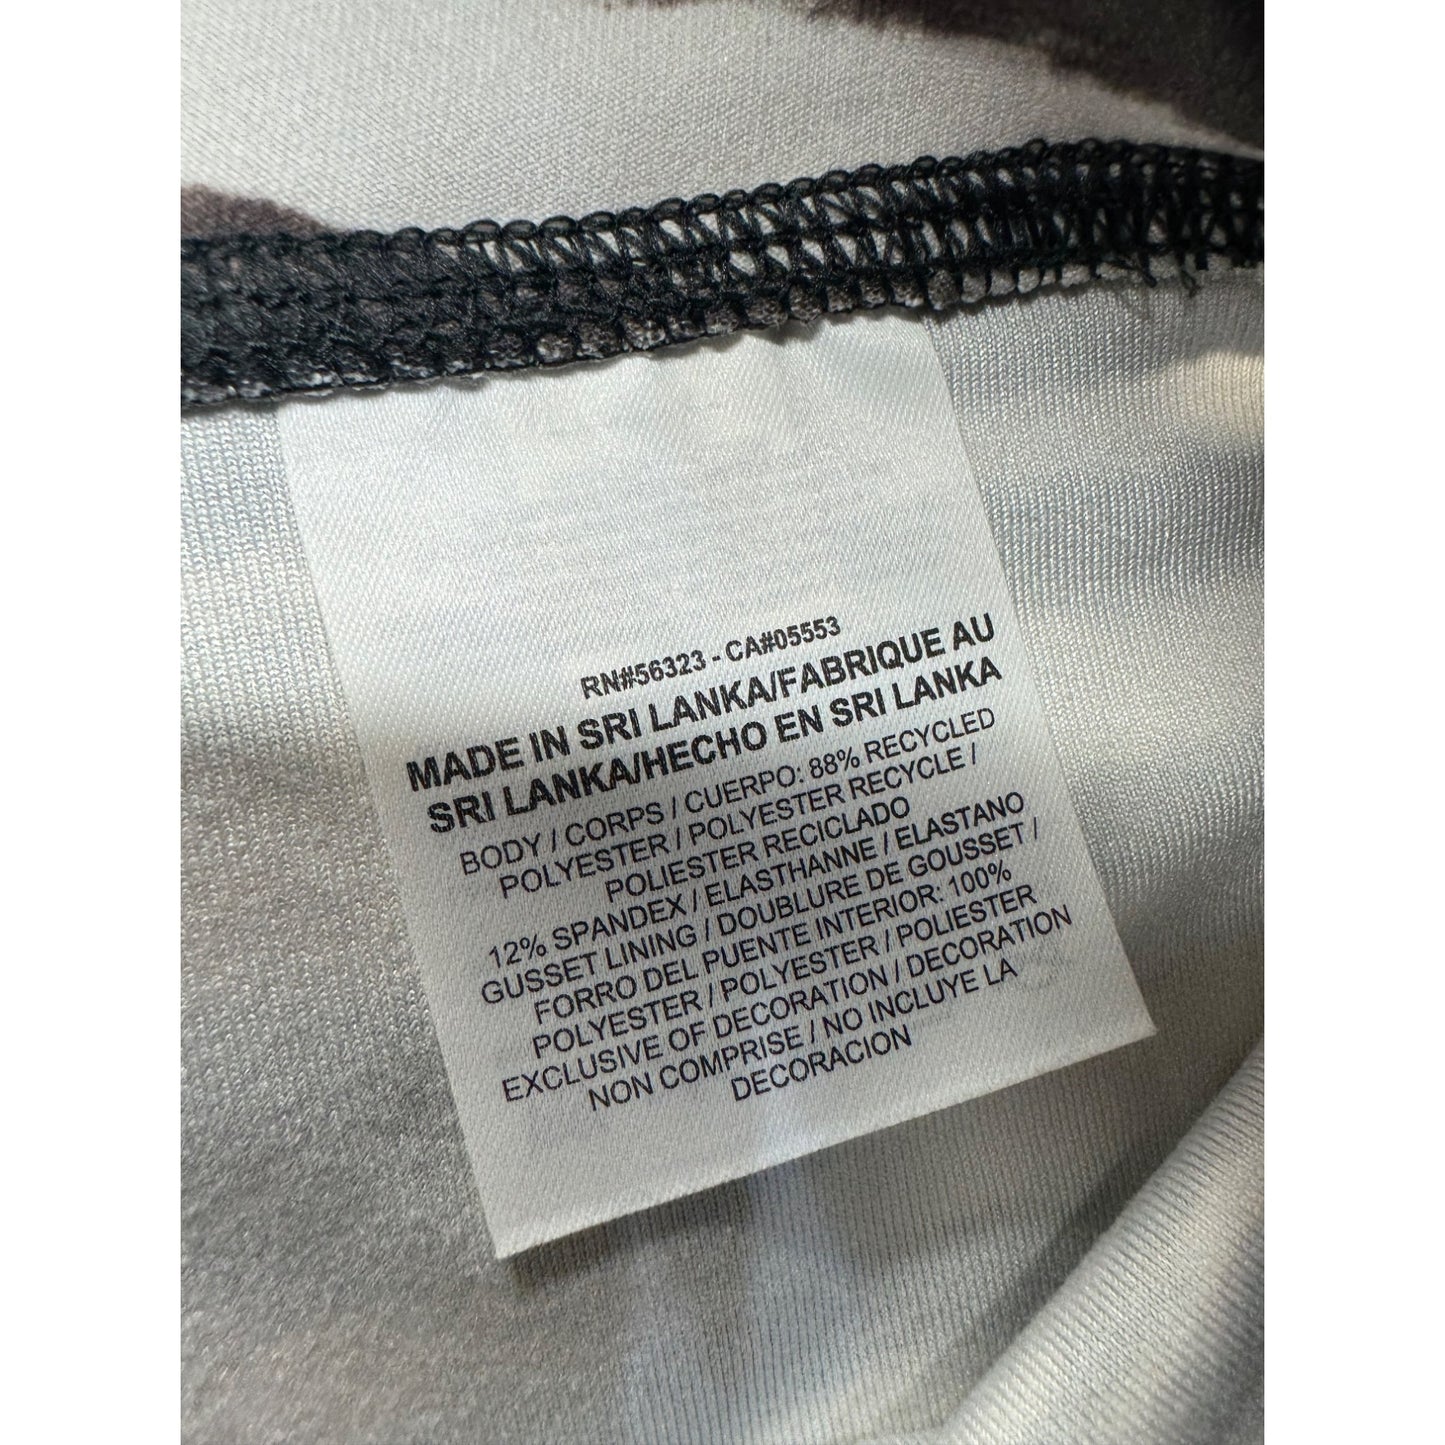 RN#56323 - CA#05553
MADE IN SRI LANKA/FABRIQUE AU
SRI LANKA/HECHO EN SRI LANKA
BODY / CORPS / CUERPO: 88% RECYCLED
POLYESTER / POLYESTER RECYCLE /
POLIESTER RECICLADO
12% SPANDEX / ELASTHANNE / ELASTANO
GUSSET LINING / DOUBLURE DE GOUSSET /
FORRO DEL PUENTE INTERIOR: 100%
POLYESTER / POLYESTER / POLIESTER
EXCLUSIVE OF DECORATION / DECORATION
NON COMPRISE / NO INCLUYE LA
DECORACION